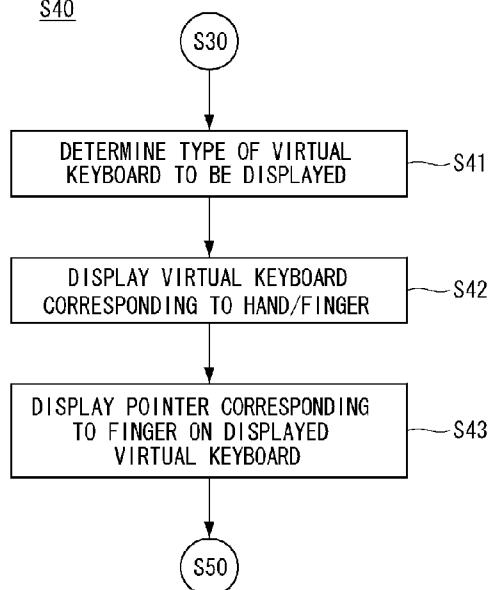 S40
S30
DETERMINE TYPE OF VIRTUAL
KEYBOARD TO BE DISPLAYED
S41
DISPLAY VIRTUAL KEYBOARD
CORRESPONDING TO HAND/FINGER
S42
DISPLAY POINTER CORRESPONDING
TO FINGER ON DISPLAYED
VIRTUAL KEYBOARD
S43
S50